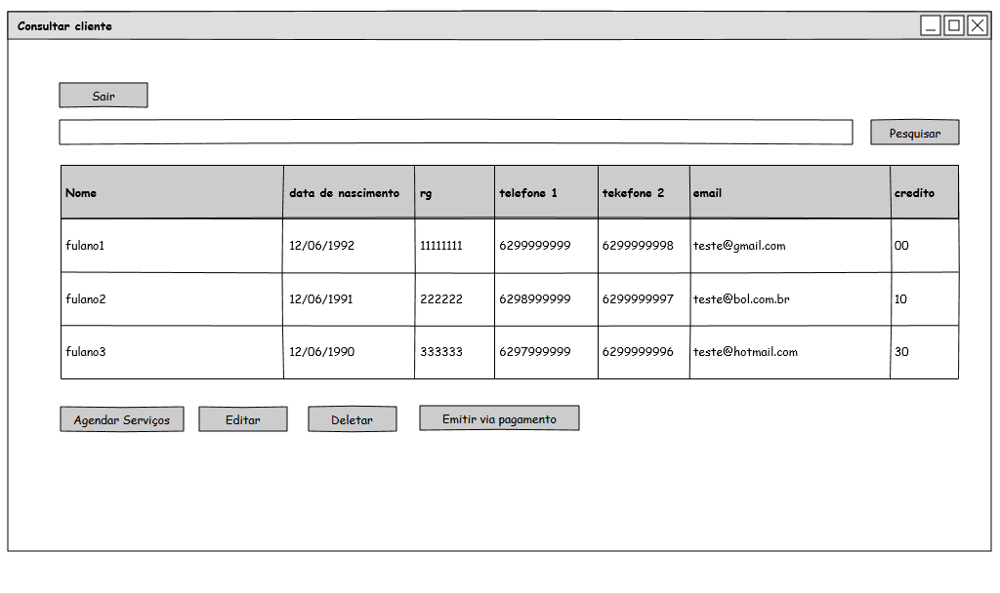 Consultar cliente
Sair
Pesquisar
Nome data de nascimento rg telefone 1 tekefone 2 email credito
fulano1 12/06/1992 11111111 6299999999 6299999998 teste@gmail.com 00
fulano2 12/06/1991 222222 6298999999 6299999997 teste@bol.com.br 10
fulano3 12/06/1990 333333 6297999999 6299999996 teste@hotmail.com 30
Agendar Serviços Editar Deletar Emitir via pagamento